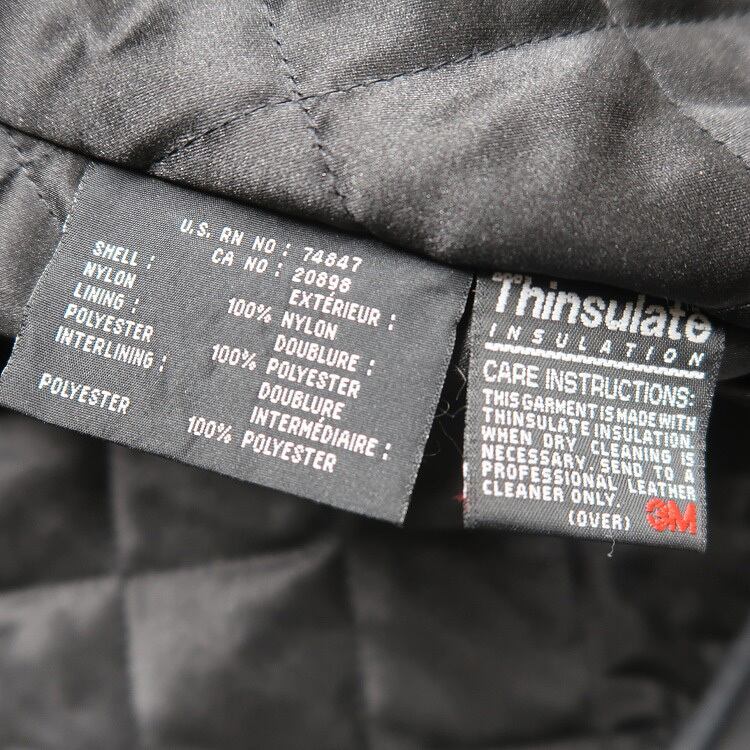 U.S. RN NO : 74847
CA NO : 20898
SHELL :
NYLON
LINING :
POLYESTER
INTERLINING :
POLYESTER
EXTÉRIEUR :
100% NYLON
DOUBLURE :
100% POLYESTER
DOUBLURE
INTERMÉDIAIRE :
100% POLYESTER
Thinsulate
INSULATION
CARE INSTRUCTIONS:
THIS GARMENT IS MADE WITH
THINSULATE INSULATION.
WHEN DRY CLEANING IS
NECESSARY. SEND TO A
PROFESSIONAL LEATHER
CLEANER ONLY.
(OVER) 3M